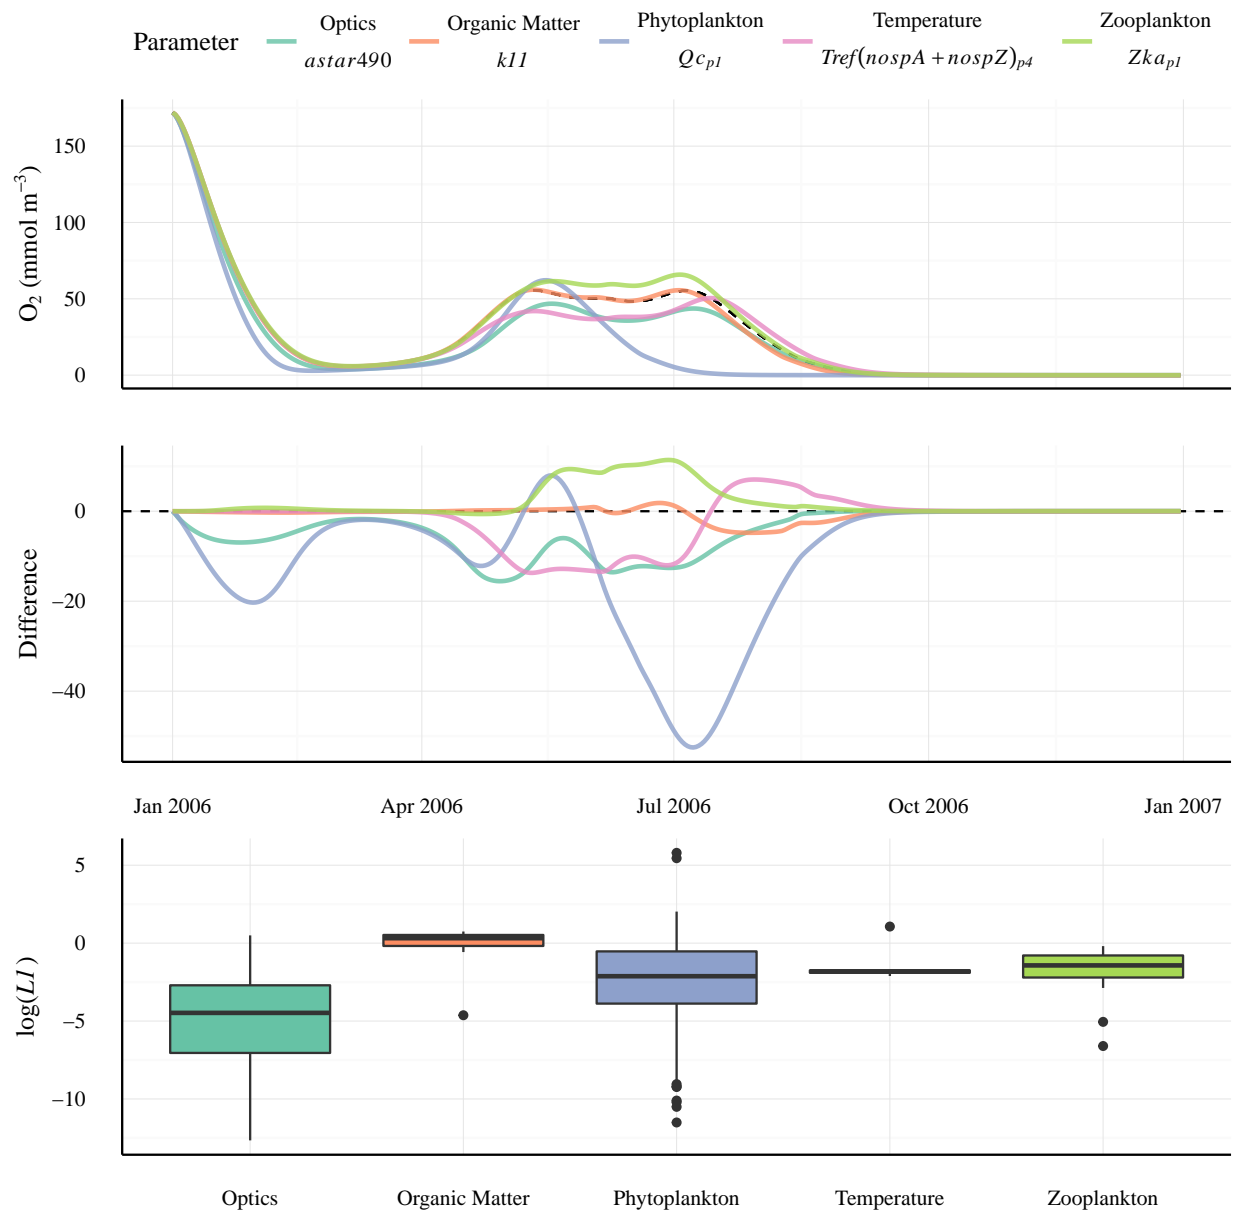 Parameter
Optics Organic Matter Phytoplankton Temperature Zooplankton
astar490 k11 Qc_p1 Tref(nospA + nospZ)_p4 Zka_p1
O₂ (mmol m⁻³)
150
100
50
0
Difference
0
−20
−40
Jan 2006 Apr 2006 Jul 2006 Oct 2006 Jan 2007
log(L1)
5
0
−5
−10
Optics Organic Matter Phytoplankton Temperature Zooplankton